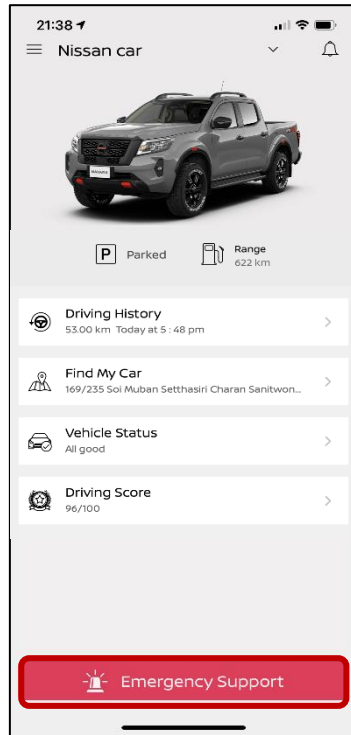 21:38
Nissan car
NAVARA
P Parked
Range
622 km
Driving History
53.00 km Today at 5 : 48 pm
Find My Car
169/235 Soi Muban Setthasiri Charan Sanitwon...
Vehicle Status
All good
Driving Score
96/100
Emergency Support